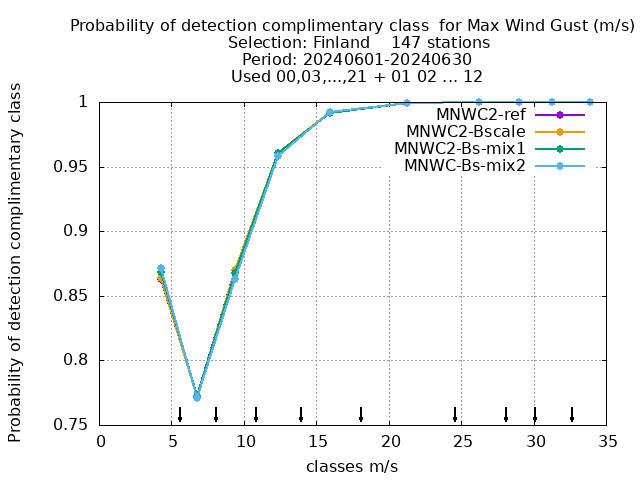 Probability of detection complimentary class  for Max Wind Gust (m/s)
Selection: Finland    147 stations
Period: 20240601-20240630
Used 00,03,...,21 + 01 02 ... 12
Probability of detection complimentary class
1
0.95
0.9
0.85
0.8
0.75
MNWC2-ref
MNWC2-Bscale
MNWC2-Bs-mix1
MNWC-Bs-mix2
0 5 10 15 20 25 30 35
classes m/s